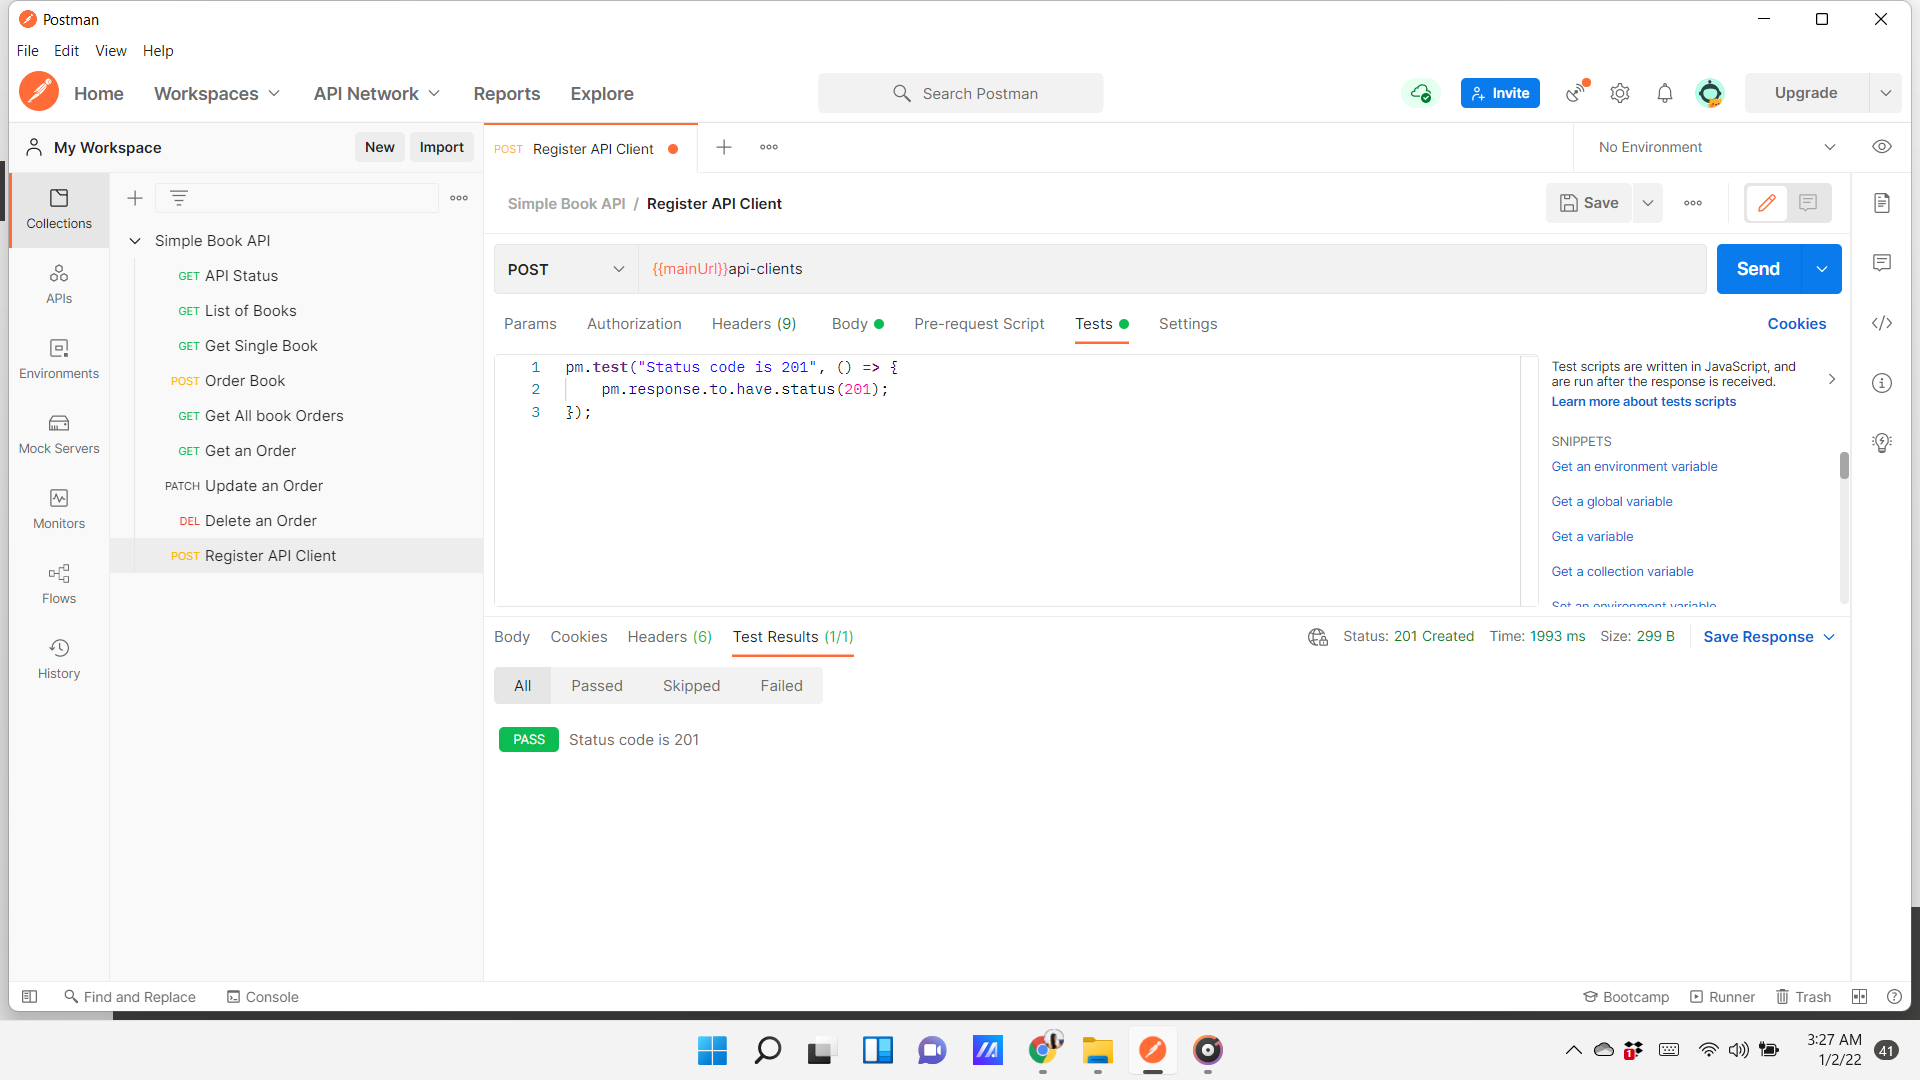 Postman
File Edit View Help
Home Workspaces API Network Reports Explore Search Postman Invite Upgrade
My Workspace New Import
POST Register API Client
No Environment
Collections
APIs
Environments
Mock Servers
Monitors
Flows
History
Simple Book API
GET API Status
GET List of Books
GET Get Single Book
POST Order Book
GET Get All book Orders
GET Get an Order
PATCH Update an Order
DEL Delete an Order
POST Register API Client
Simple Book API / Register API Client
Save
POST {{mainUrl}}api-clients Send
Params Authorization Headers (9) Body Pre-request Script Tests Settings Cookies
1 pm.test("Status code is 201", () => {
2 pm.response.to.have.status(201);
3 });
Test scripts are written in JavaScript, and
are run after the response is received.
Learn more about tests scripts
SNIPPETS
Get an environment variable
Get a global variable
Get a variable
Get a collection variable
Set an environment variable
Body Cookies Headers (6) Test Results (1/1) Status: 201 Created Time: 1993 ms Size: 299 B Save Response
All Passed Skipped Failed
PASS Status code is 201
Find and Replace Console Bootcamp Runner Trash
1
3:27 AM
1/2/22
41